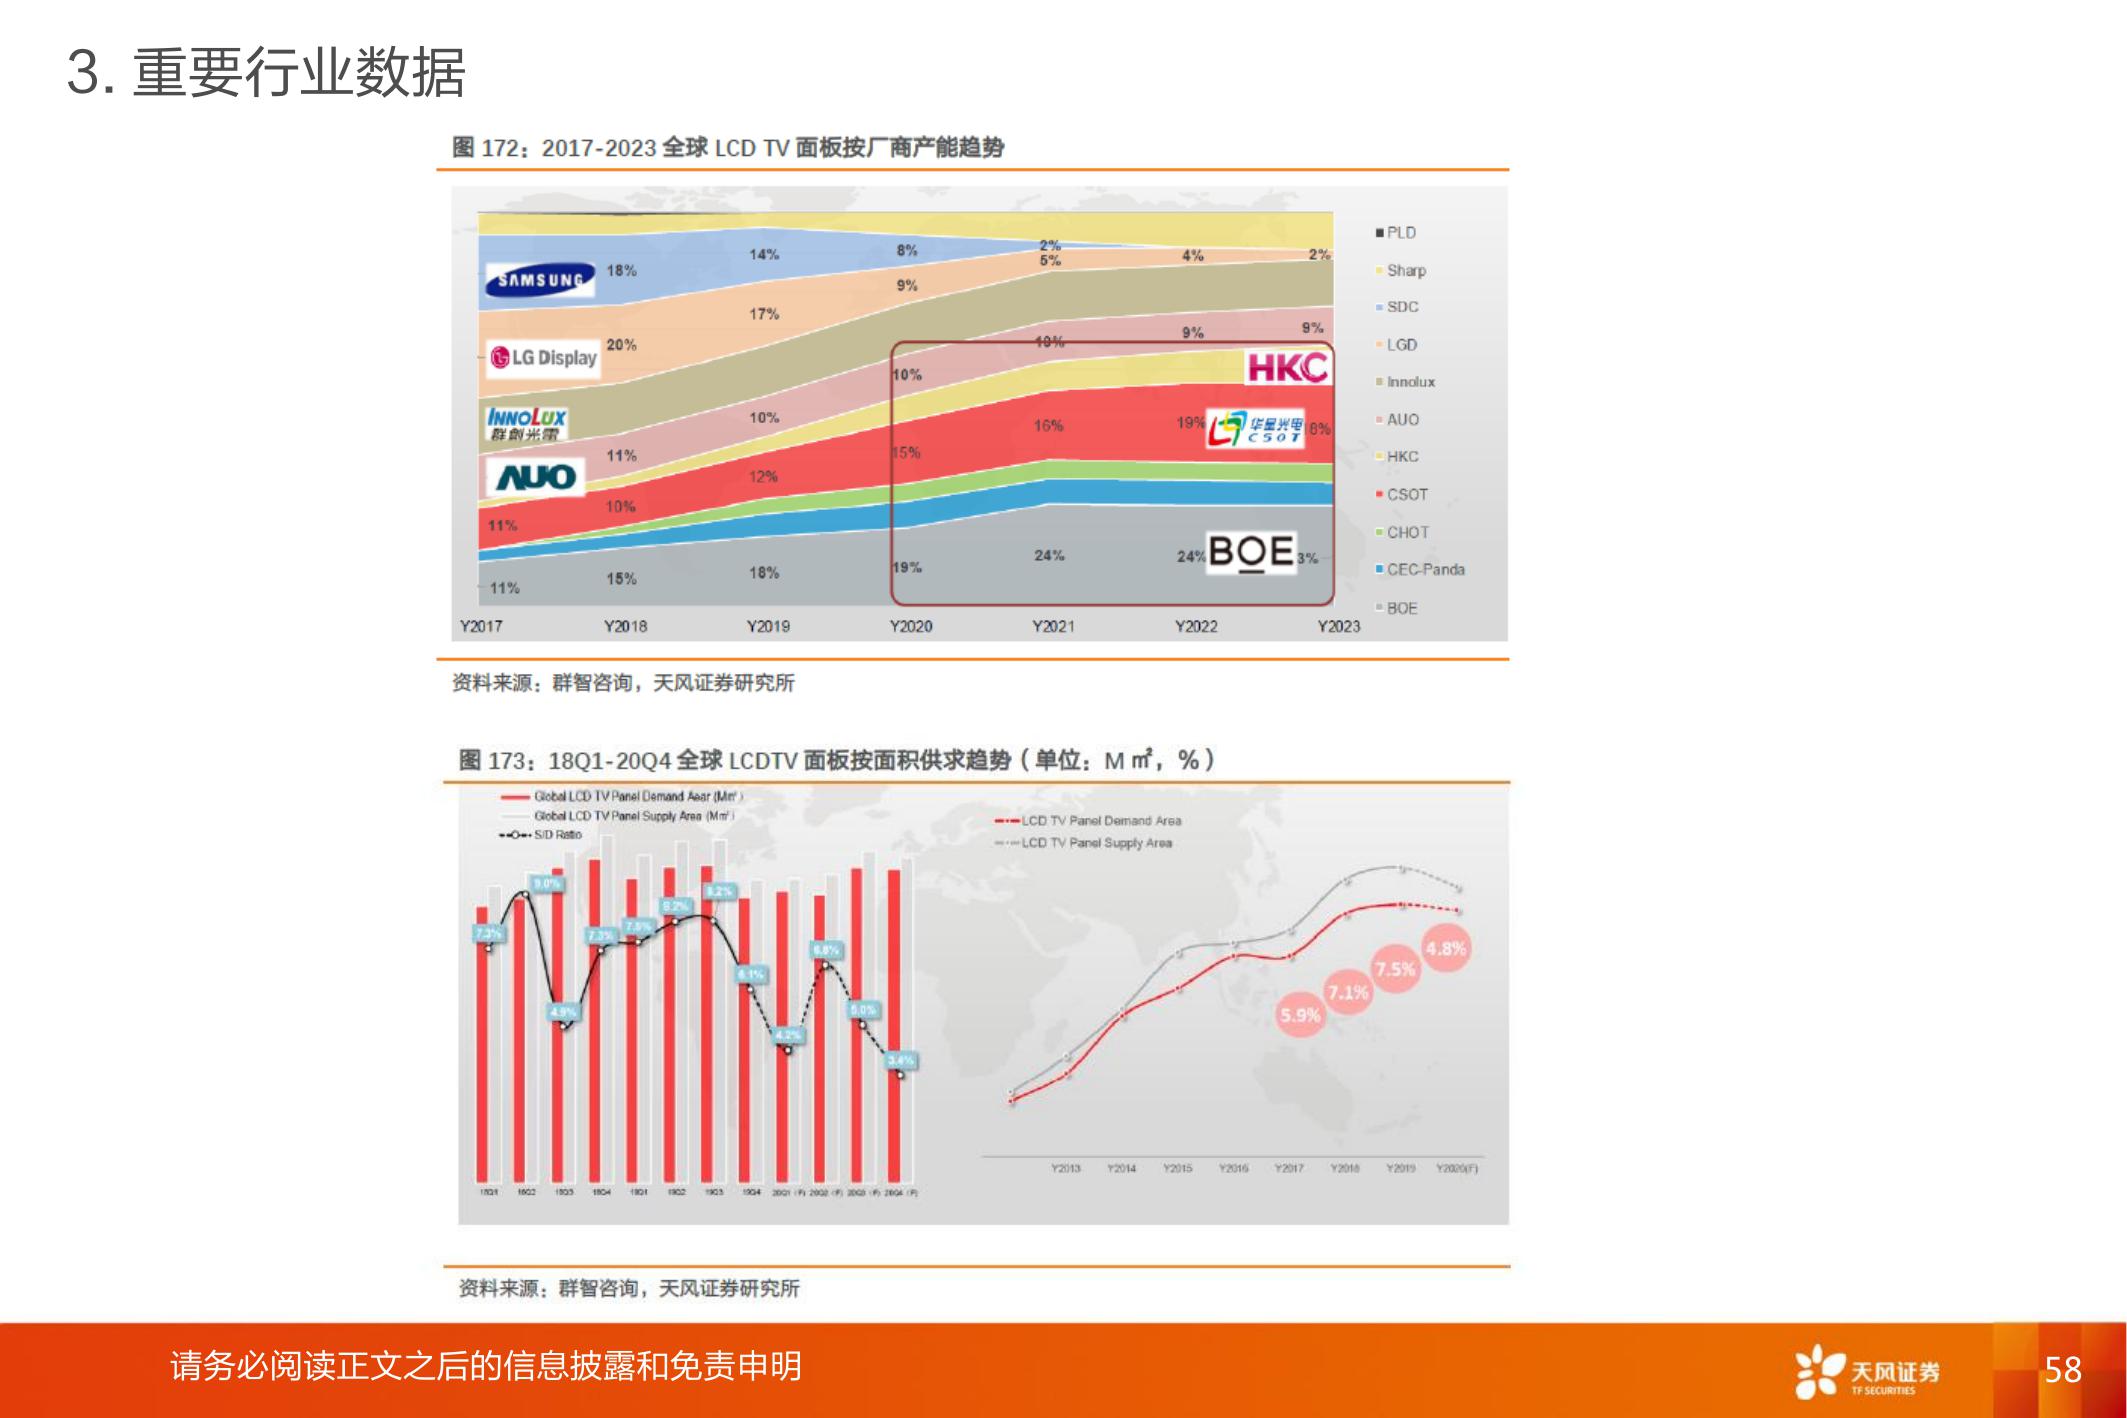 3. 重要行业数据
图 172：2017-2023 全球 LCD TV 面板按厂商产能趋势
SAMSUNG
LG Display
INNOLUX
群創光電
AUO
HKC
华星光电
CSOT
BOE
18% 14% 8% 2% 5% 4% 2%
20% 17% 9%
11% 10% 10% 10% 9% 9%
11% 10% 12% 15% 16% 19% 8%
11% 15% 18% 19% 24% 24% 3%
Y2017 Y2018 Y2019 Y2020 Y2021 Y2022 Y2023
PLD
Sharp
SDC
LGD
Innolux
AUO
HKC
CSOT
CHOT
CEC-Panda
BOE
资料来源：群智咨询，天风证券研究所
图 173：18Q1-20Q4 全球 LCDTV 面板按面积供求趋势（单位：M ㎡，%）
Global LCD TV Panel Demand Aear (Mm²)
Global LCD TV Panel Supply Area (Mm²)
S/D Ratio
7.3% 9.0% 4.9% 7.3% 7.5% 8.2% 8.2% 6.1% 4.2% 6.8% 5.0% 3.4%
18Q1 18Q2 18Q3 18Q4 19Q1 19Q2 19Q3 19Q4 20Q1 (F) 20Q2 (F) 20Q3 (F) 20Q4 (F)
LCD TV Panel Demand Area
LCD TV Panel Supply Area
5.9% 7.1% 7.5% 4.8%
Y2013 Y2014 Y2015 Y2016 Y2017 Y2018 Y2019 Y2020(F)
资料来源：群智咨询，天风证券研究所
请务必阅读正文之后的信息披露和免责申明
天风证券
TF SECURITIES
58